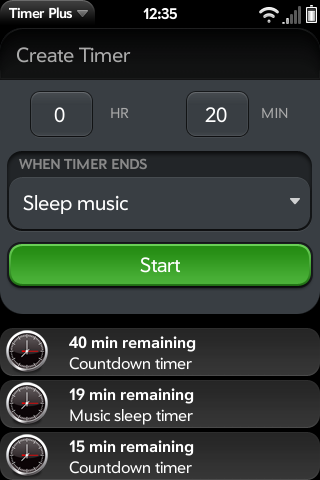 Timer Plus 12:35
Create Timer
0 HR 20 MIN
WHEN TIMER ENDS
Sleep music
Start
40 min remaining
Countdown timer
19 min remaining
Music sleep timer
15 min remaining
Countdown timer